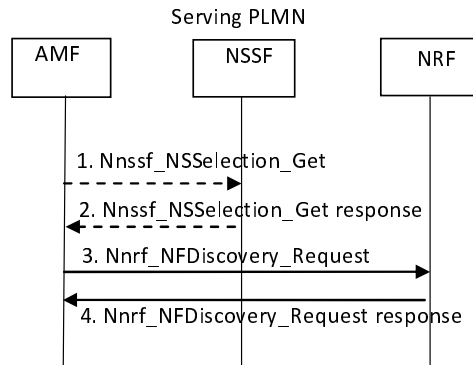 Serving PLMN
AMF
NSSF
NRF
1. Nnssf_NSSelection_Get
2. Nnssf_NSSelection_Get response
3. Nnrf_NFDiscovery_Request
4. Nnrf_NFDiscovery_Request response